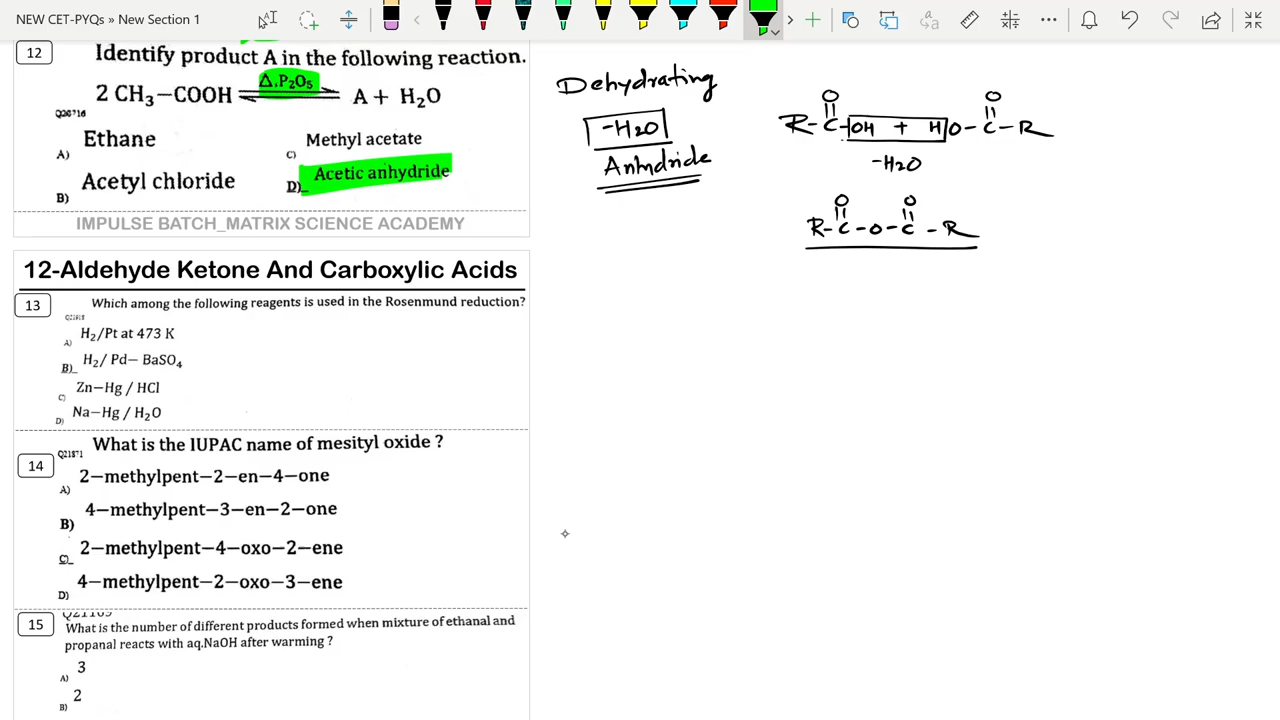 NEW CET-PYQs » New Section 1
12
Identify product A in the following reaction.
2 CH₃−COOH Δ.P₂O₅ A + H₂O
Q26716
Ethane
A)
Methyl acetate
C)
Acetyl chloride
B)
Acetic anhydride
D)
IMPULSE BATCH_MATRIX SCIENCE ACADEMY
12-Aldehyde Ketone And Carboxylic Acids
13
Which among the following reagents is used in the Rosenmund reduction?
A) H₂/Pt at 473 K
B) H₂/ Pd− BaSO₄
C) Zn−Hg / HCl
D) Na−Hg / H₂O
14
What is the IUPAC name of mesityl oxide ?
Q21871
A) 2−methylpent−2−en−4−one
B) 4−methylpent−3−en−2−one
C) 2−methylpent−4−oxo−2−ene
D) 4−methylpent−2−oxo−3−ene
15
What is the number of different products formed when mixture of ethanal and
propanal reacts with aq.NaOH after warming ?
A) 3
B) 2
Dehydrating
-H₂O
Anhydride
O O
|| ||
R-C-OH + HO-C-R
-H₂O
O O
|| ||
R-C-O-C-R